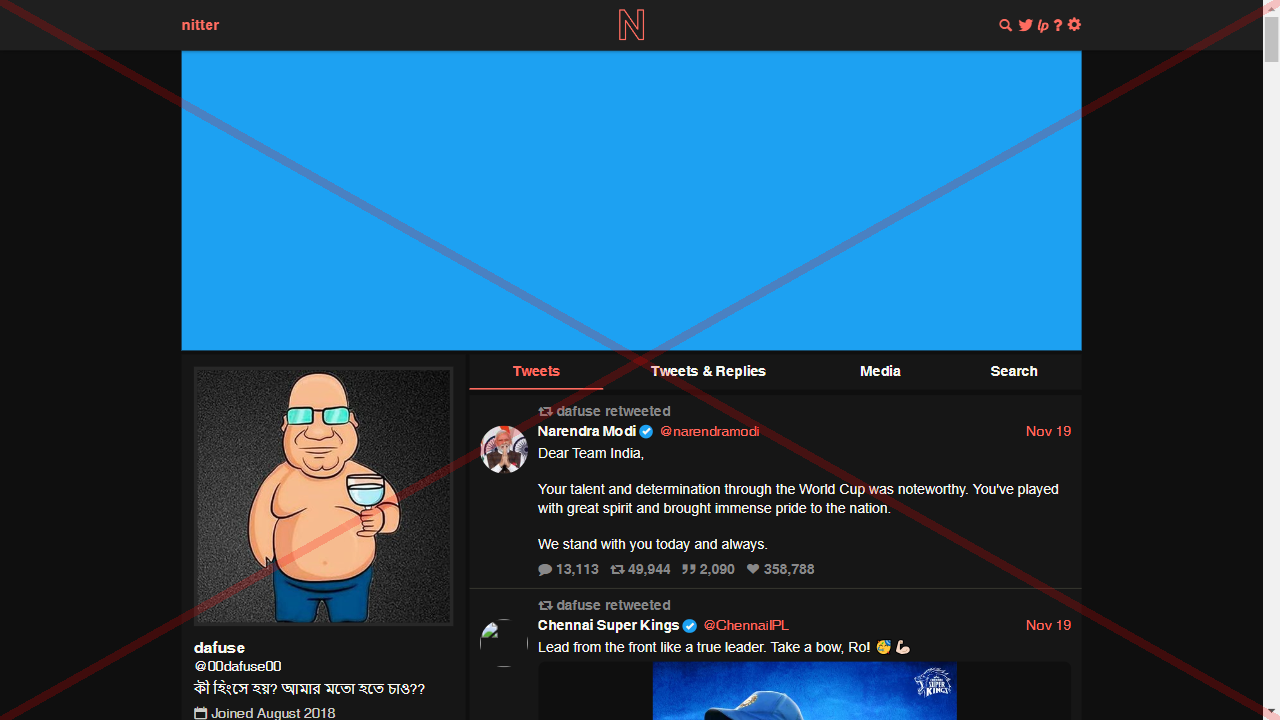 nitter
N
lp ?
Tweets
Tweets & Replies
Media
Search
dafuse retweeted
Narendra Modi @narendramodi Nov 19
Dear Team India,
Your talent and determination through the World Cup was noteworthy. You've played
with great spirit and brought immense pride to the nation.
We stand with you today and always.
13,113 49,944 2,090 358,788
dafuse retweeted
Chennai Super Kings @ChennaiIPL Nov 19
Lead from the front like a true leader. Take a bow, Ro! 🥳💪🏻
CHENNAI
SUPER
KINGS
dafuse
@00dafuse00
কী হিংসে হয়? আমার মতো হতে চাও??
Joined August 2018